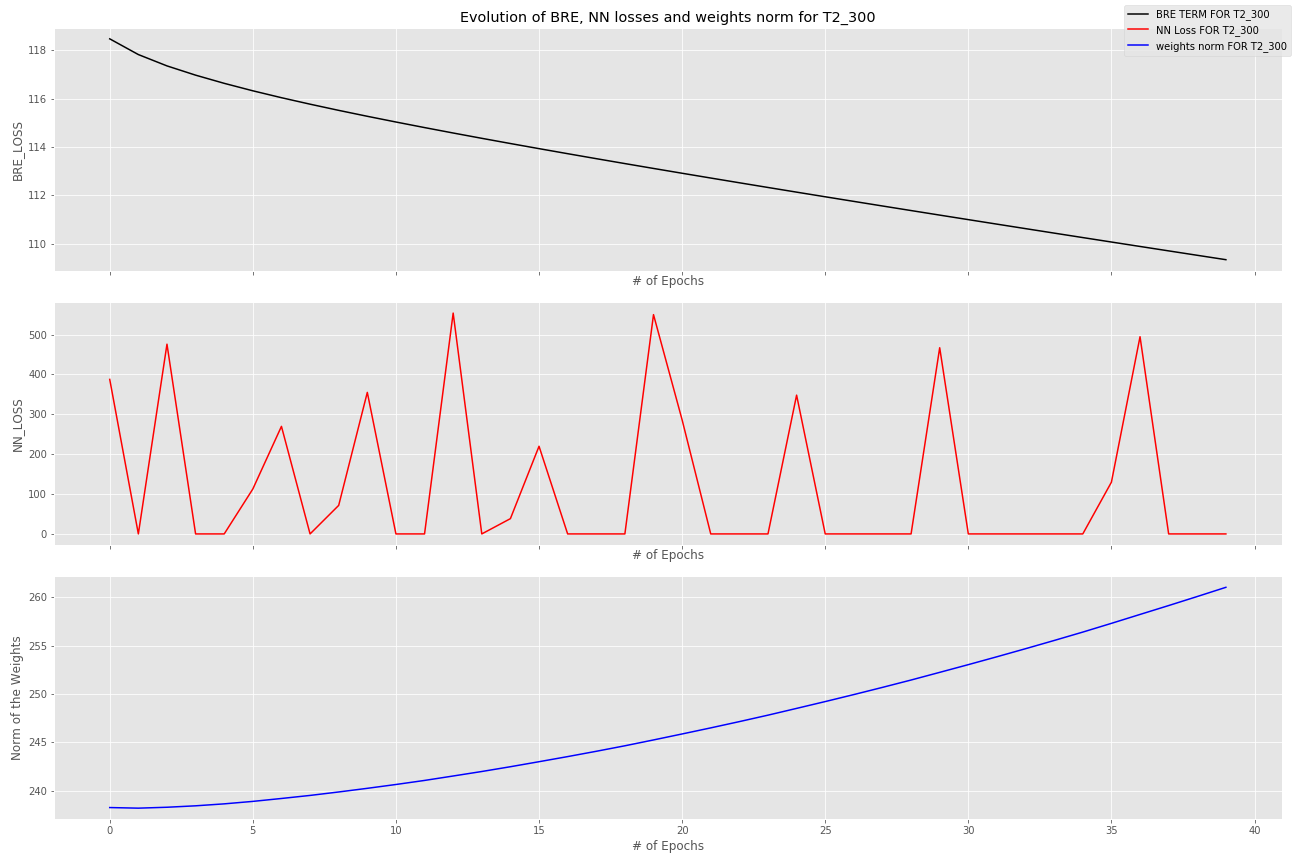 Evolution of BRE, NN losses and weights norm for T2_300
BRE TERM FOR T2_300
NN Loss FOR T2_300
weights norm FOR T2_300
BRE_LOSS
118
116
114
112
110
# of Epochs
NN_LOSS
500
400
300
200
100
0
# of Epochs
Norm of the Weights
260
255
250
245
240
0 5 10 15 20 25 30 35 40
# of Epochs